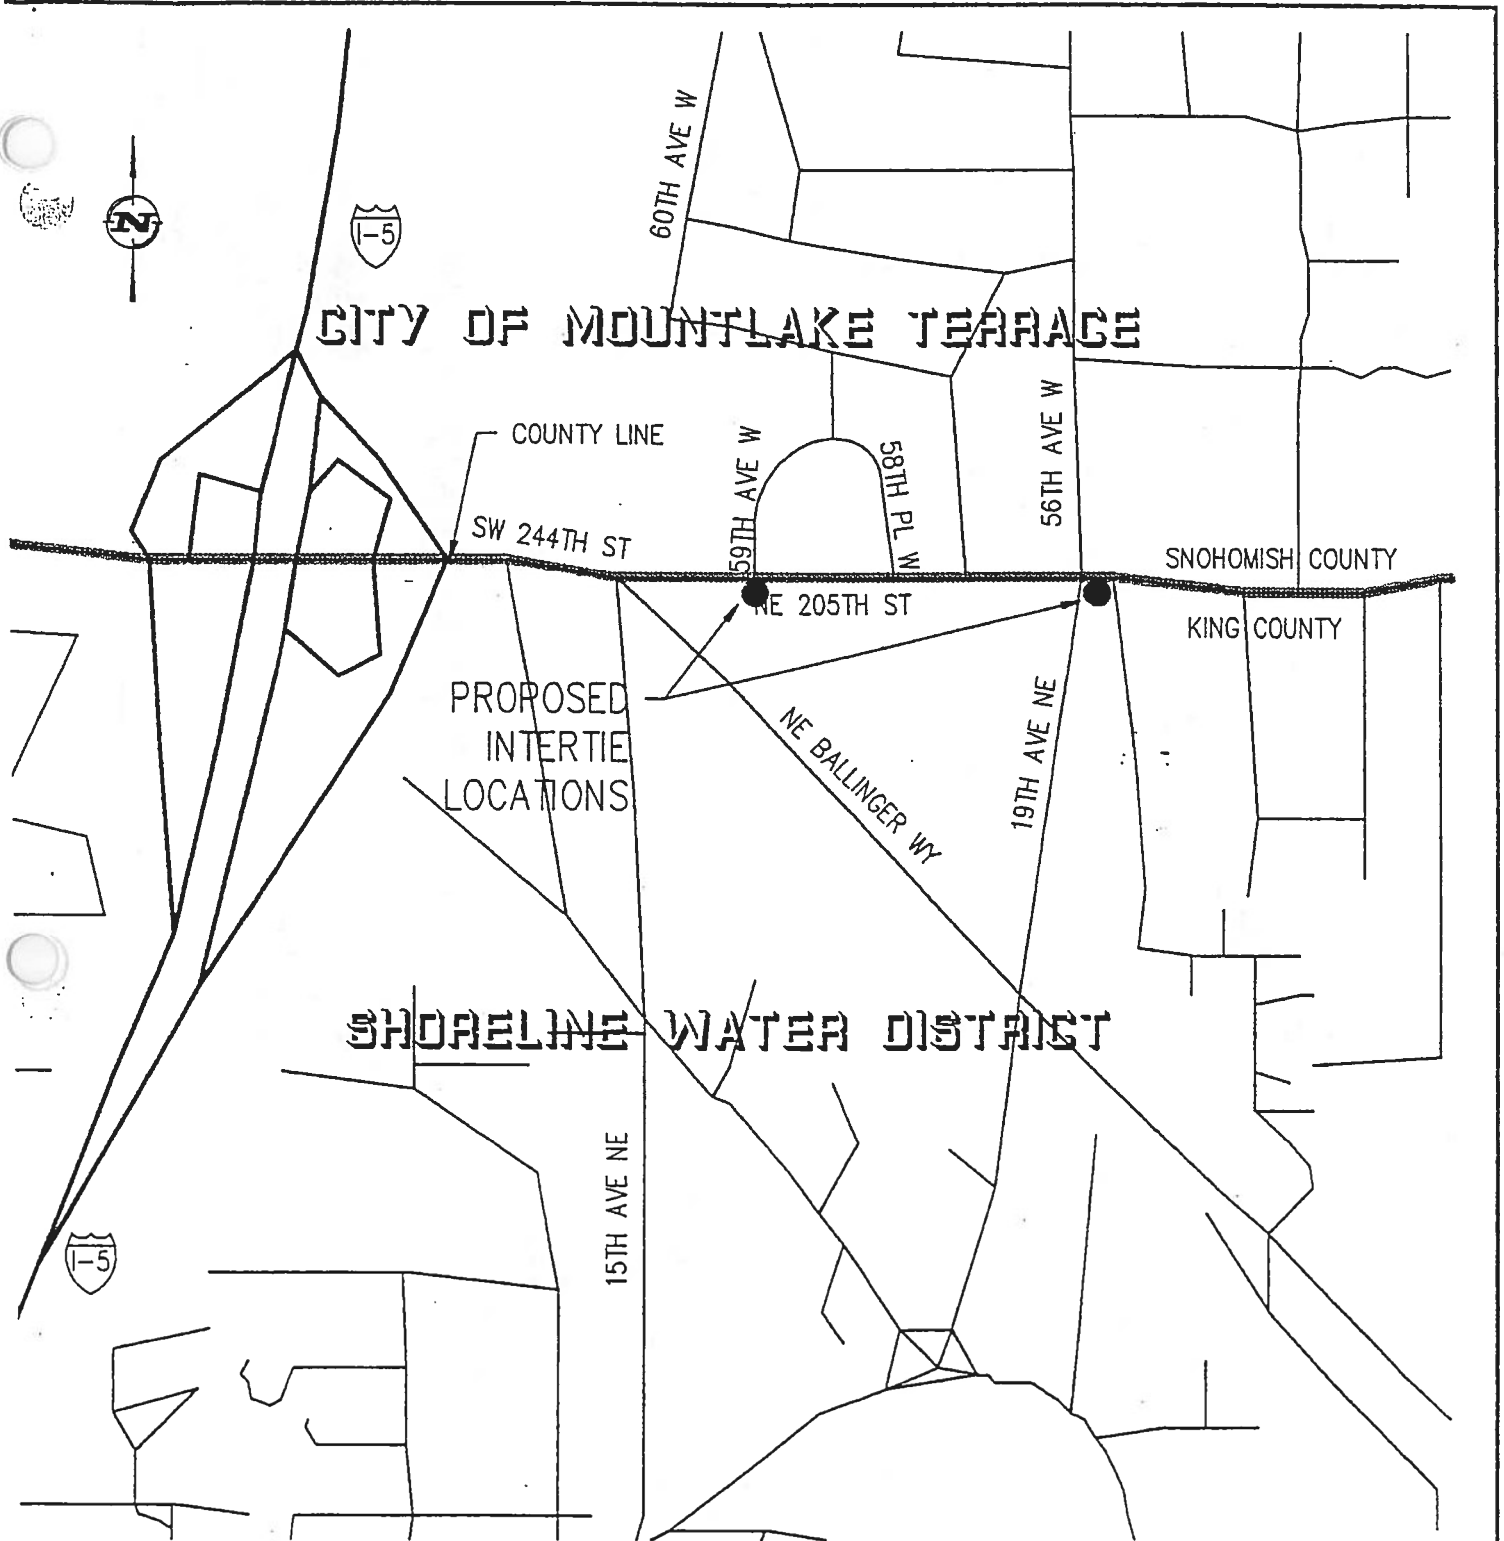 60TH AVE W
N
I-5
CITY OF MOUNTLAKE TERRACE
COUNTY LINE
SW 244TH ST
59TH AVE W
58TH PL W
56TH AVE W
SNOHOMISH COUNTY
NE 205TH ST
KING COUNTY
PROPOSED
INTERTIE
LOCATIONS
NE BALLINGER WY
19TH AVE NE
SHORELINE WATER DISTRICT
15TH AVE NE
I-5